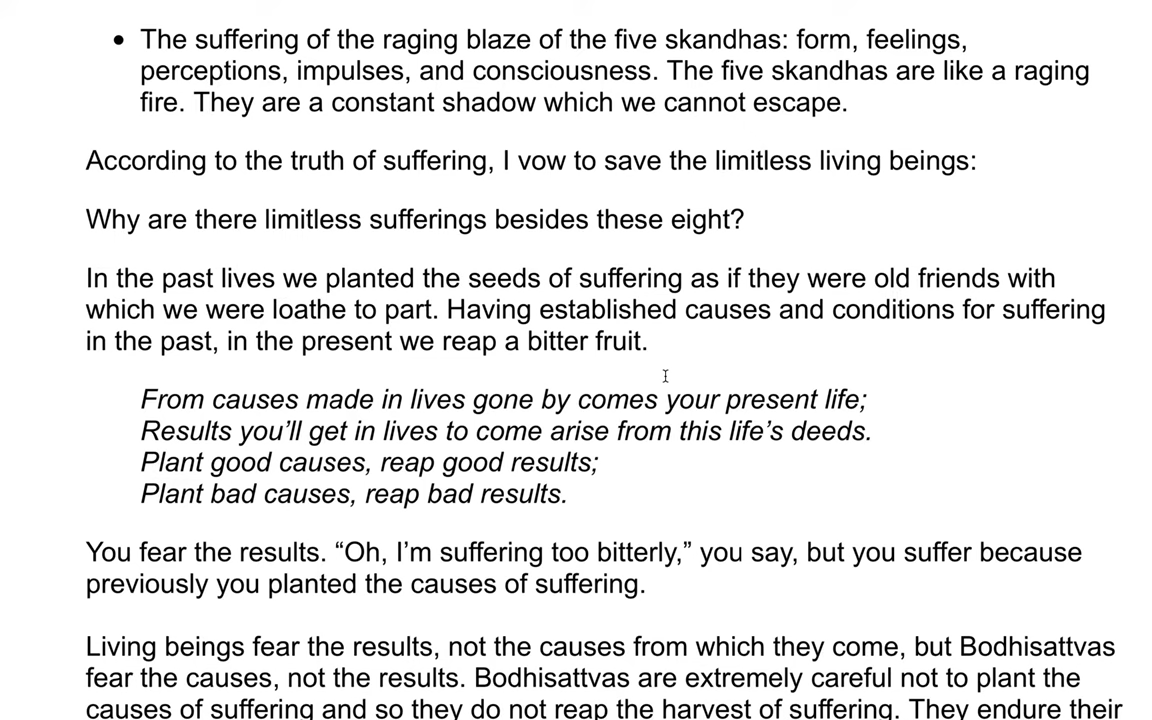 • The suffering of the raging blaze of the five skandhas: form, feelings,
perceptions, impulses, and consciousness. The five skandhas are like a raging
fire. They are a constant shadow which we cannot escape.
According to the truth of suffering, I vow to save the limitless living beings:
Why are there limitless sufferings besides these eight?
In the past lives we planted the seeds of suffering as if they were old friends with
which we were loathe to part. Having established causes and conditions for suffering
in the past, in the present we reap a bitter fruit.
From causes made in lives gone by comes your present life;
Results you’ll get in lives to come arise from this life’s deeds.
Plant good causes, reap good results;
Plant bad causes, reap bad results.
You fear the results. “Oh, I’m suffering too bitterly,” you say, but you suffer because
previously you planted the causes of suffering.
Living beings fear the results, not the causes from which they come, but Bodhisattvas
fear the causes, not the results. Bodhisattvas are extremely careful not to plant the
causes of suffering and so they do not reap the harvest of suffering. They endure their